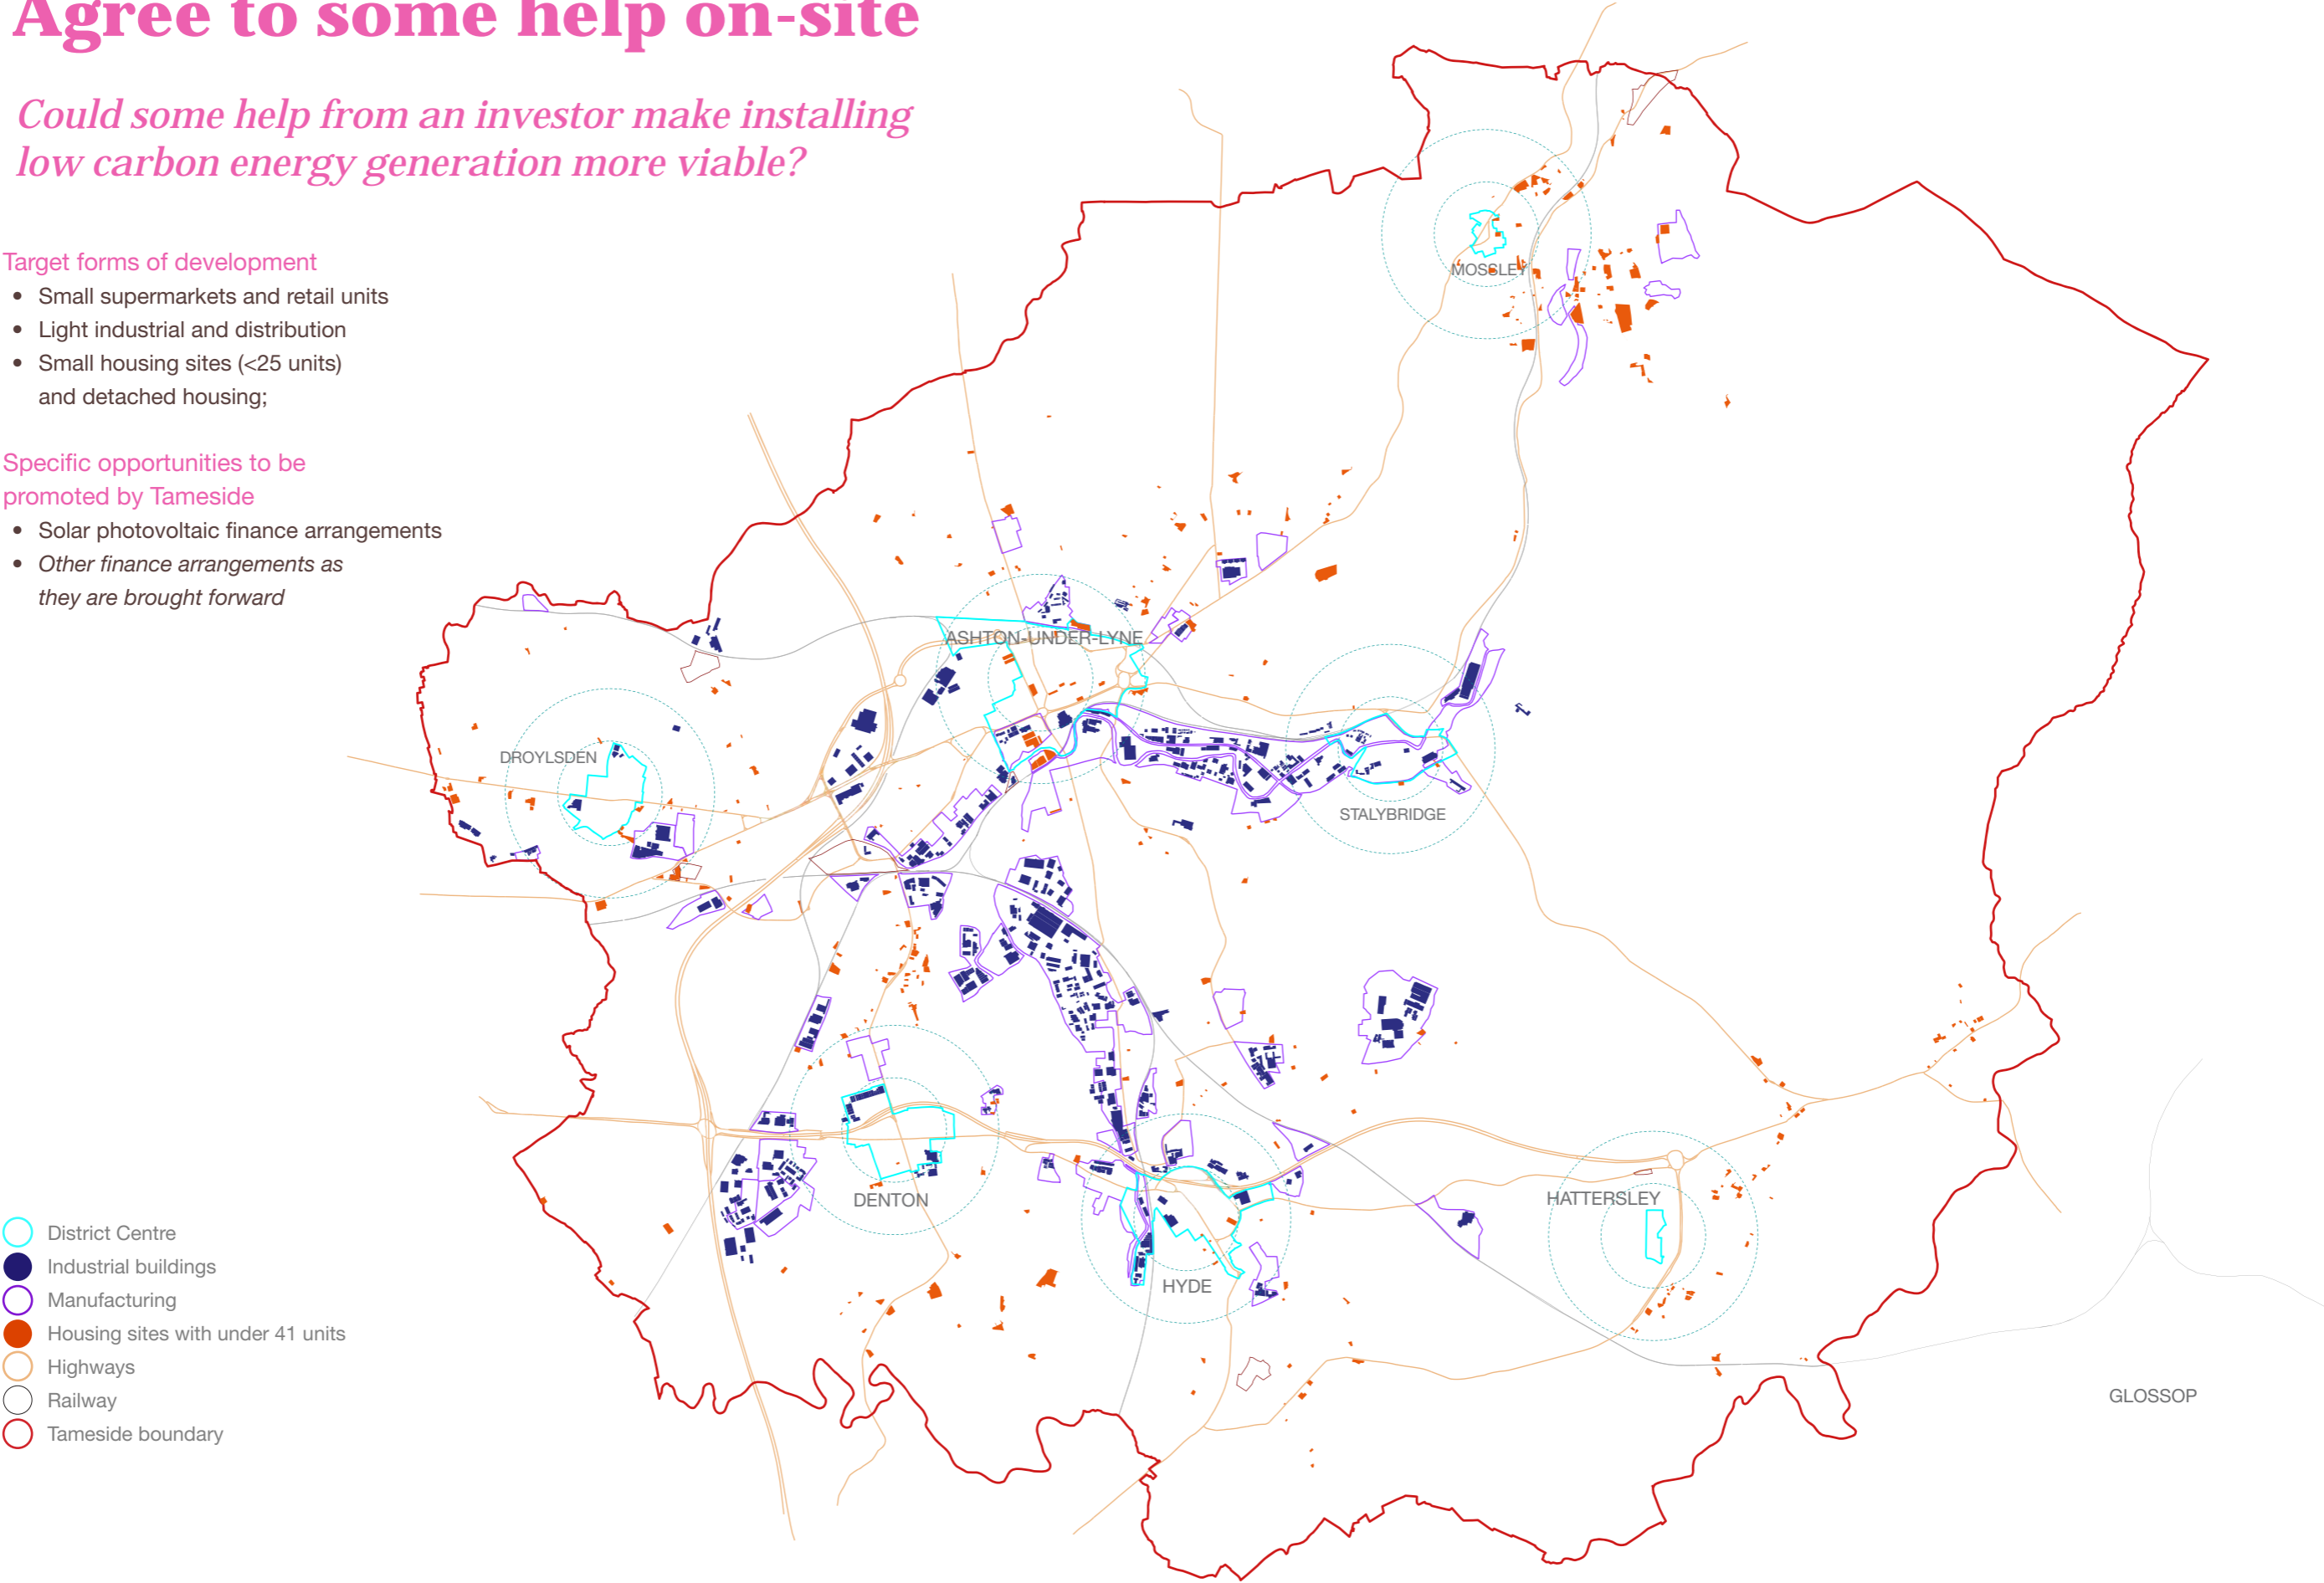 Agree to some help on-site
Could some help from an investor make installing
low carbon energy generation more viable?
Target forms of development
• Small supermarkets and retail units
• Light industrial and distribution
• Small housing sites (<25 units)
and detached housing;
Specific opportunities to be
promoted by Tameside
• Solar photovoltaic finance arrangements
• Other finance arrangements as
they are brought forward
MOSSLEY
ASHTON-UNDER-LYNE
DROYLSDEN
STALYBRIDGE
DENTON
HATTERSLEY
HYDE
GLOSSOP
District Centre
Industrial buildings
Manufacturing
Housing sites with under 41 units
Highways
Railway
Tameside boundary